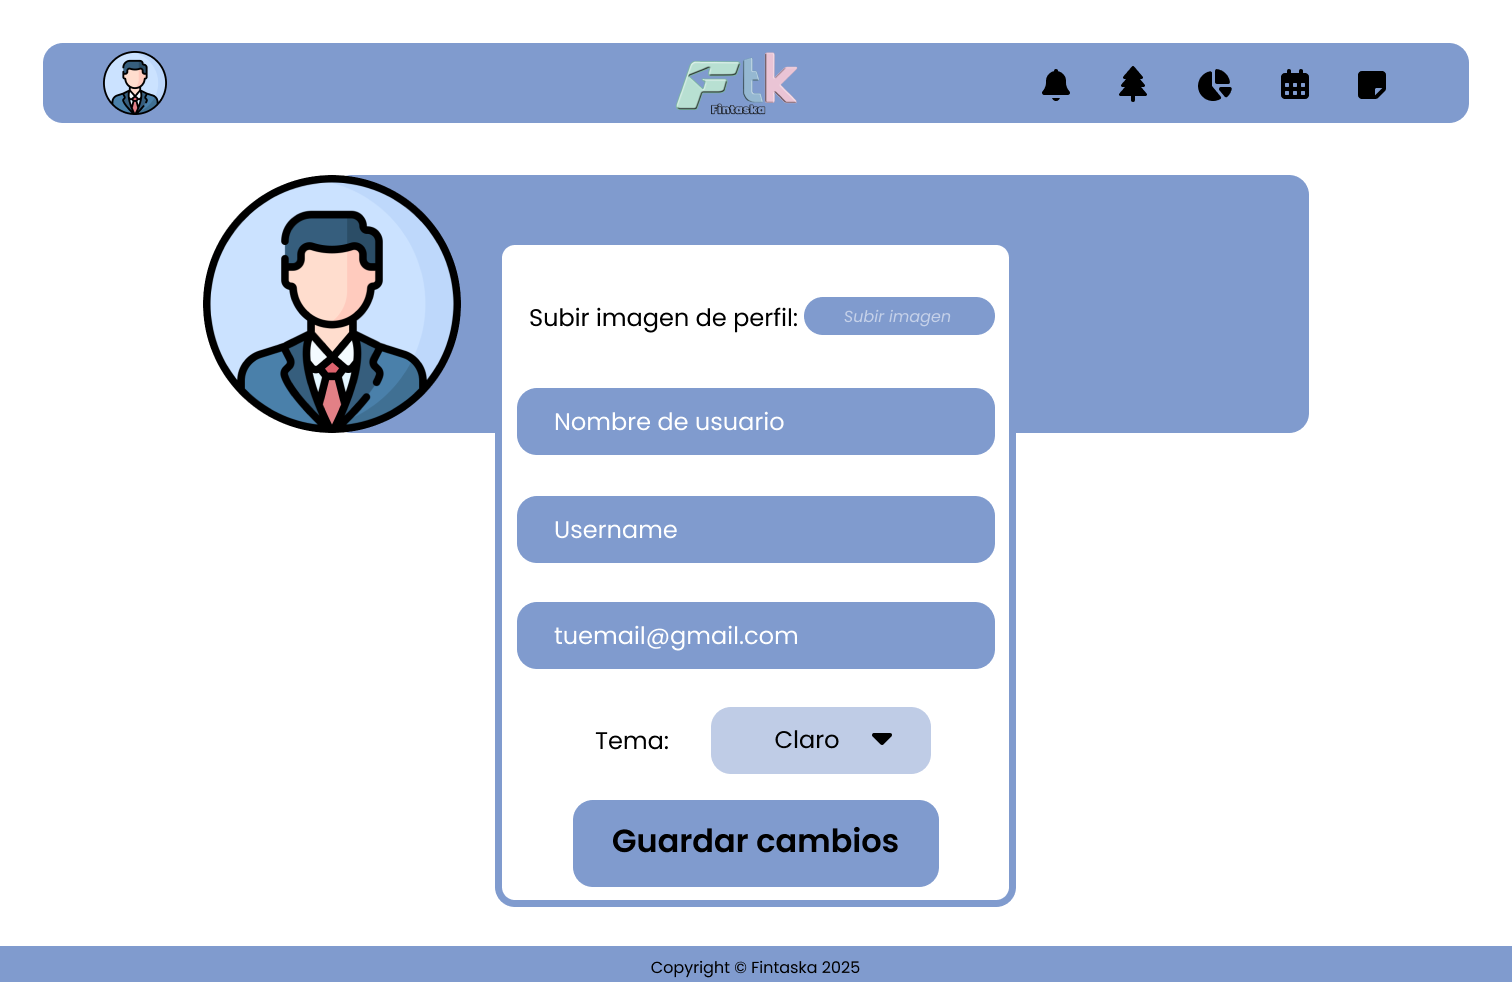 Ftk
Fintaska
Subir imagen de perfil: Subir imagen
Nombre de usuario
Username
tuemail@gmail.com
Tema: Claro
Guardar cambios
Copyright © Fintaska 2025